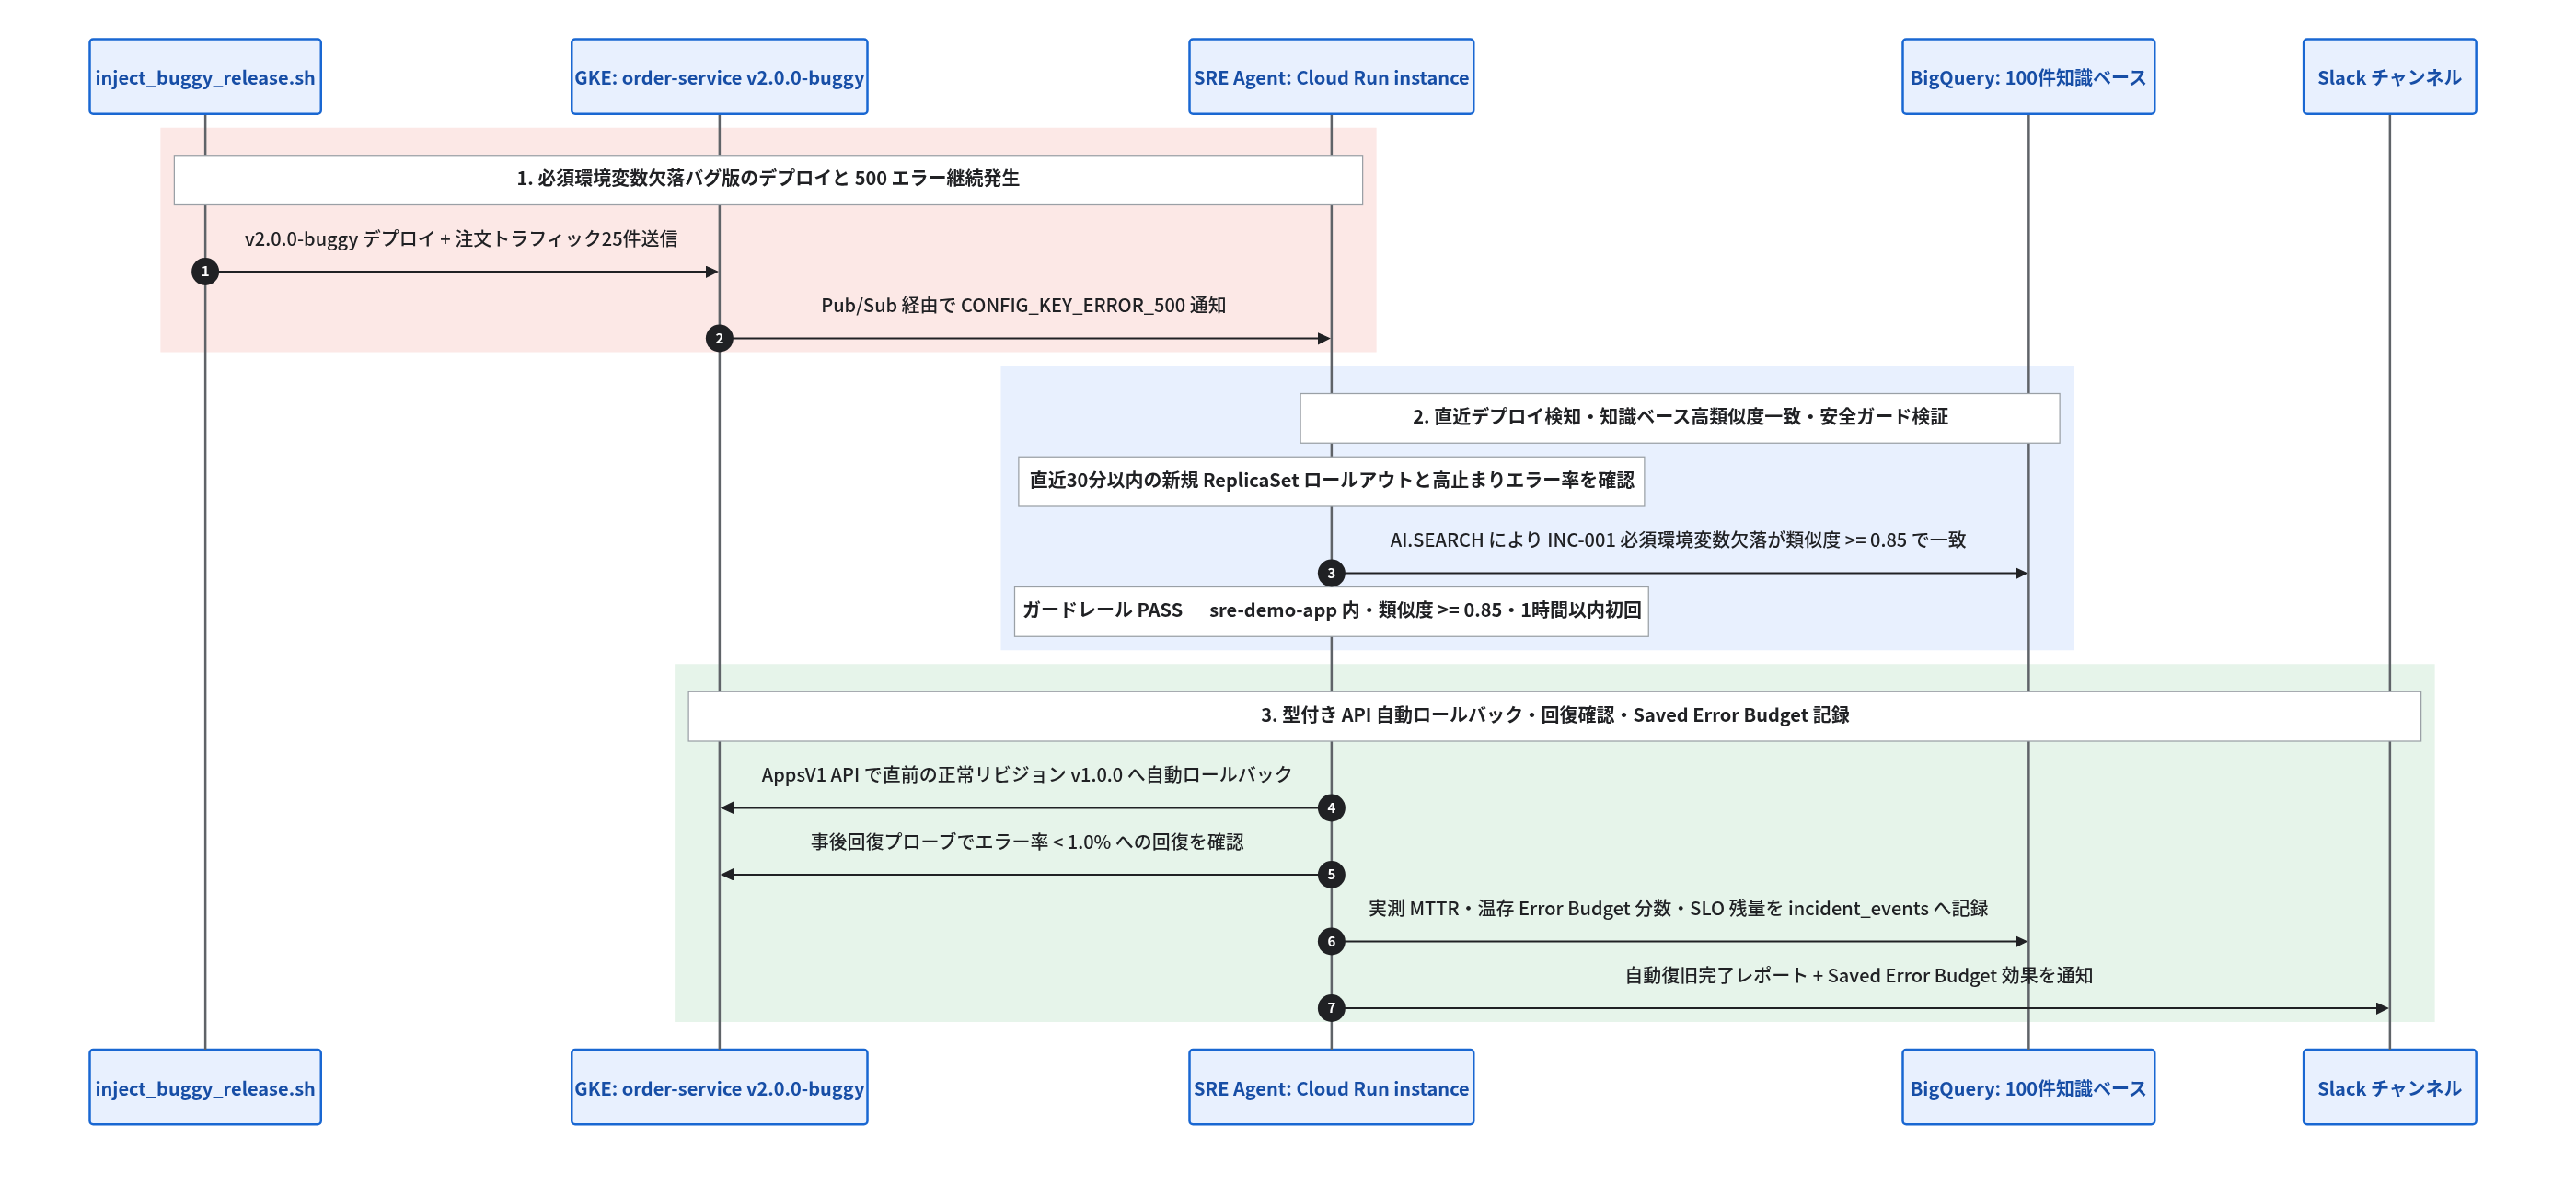 inject_buggy_release.sh
GKE: order-service v2.0.0-buggy
SRE Agent: Cloud Run instance
BigQuery: 100件知識ベース
Slack チャンネル
1. 必須環境変数欠落バグ版のデプロイと 500 エラー継続発生
v2.0.0-buggy デプロイ + 注文トラフィック25件送信
1
Pub/Sub 経由で CONFIG_KEY_ERROR_500 通知
2
2. 直近デプロイ検知・知識ベース高類似度一致・安全ガード検証
直近30分以内の新規 ReplicaSet ロールアウトと高止まりエラー率を確認
AI.SEARCH により INC-001 必須環境変数欠落が類似度 >= 0.85 で一致
3
ガードレール PASS — sre-demo-app 内・類似度 >= 0.85・1時間以内初回
3. 型付き API 自動ロールバック・回復確認・Saved Error Budget 記録
AppsV1 API で直前の正常リビジョン v1.0.0 へ自動ロールバック
4
事後回復プローブでエラー率 < 1.0% への回復を確認
5
実測 MTTR・温存 Error Budget 分数・SLO 残量を incident_events へ記録
6
自動復旧完了レポート + Saved Error Budget 効果を通知
7
inject_buggy_release.sh
GKE: order-service v2.0.0-buggy
SRE Agent: Cloud Run instance
BigQuery: 100件知識ベース
Slack チャンネル